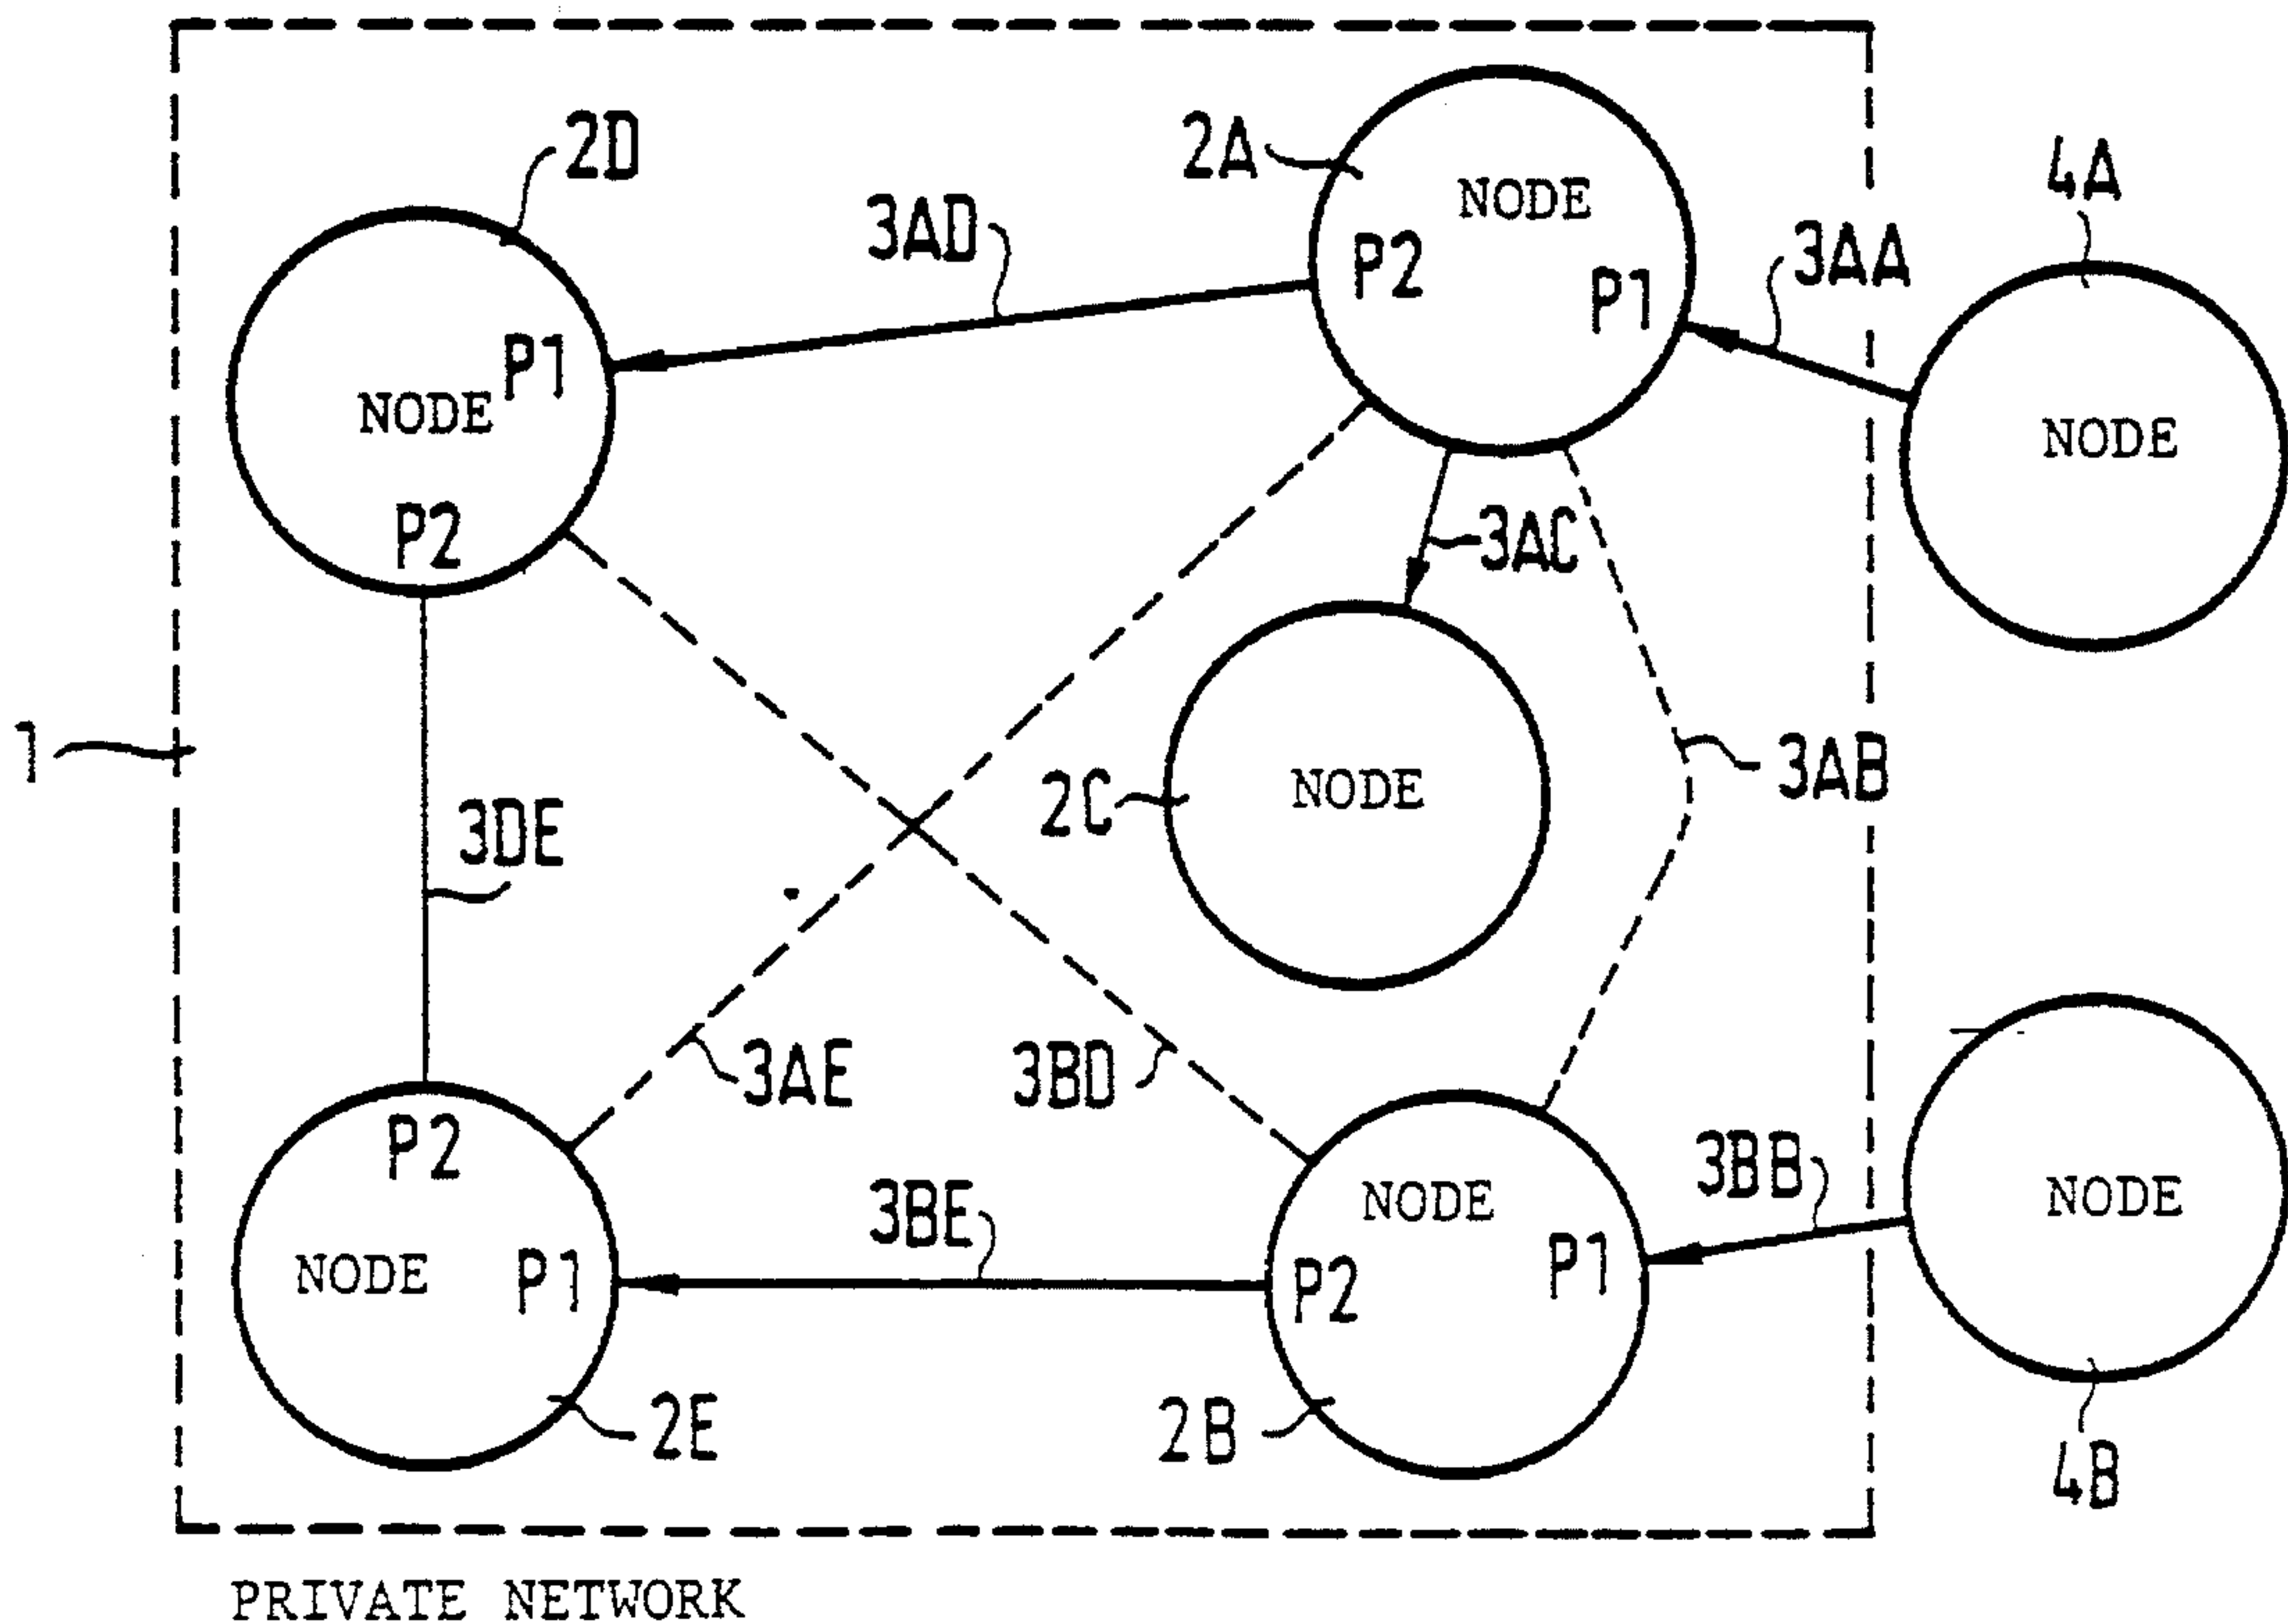 2D
2A
4A
NODE
3AD
P2
P1
3AA
NODE
P1
NODE
P2
3AC
1
2C
NODE
3AB
3DE
3AE
3BD
P2
NODE
P1
3BE
NODE
P2
P1
3BB
NODE
2E
2B
4B
PRIVATE NETWORK